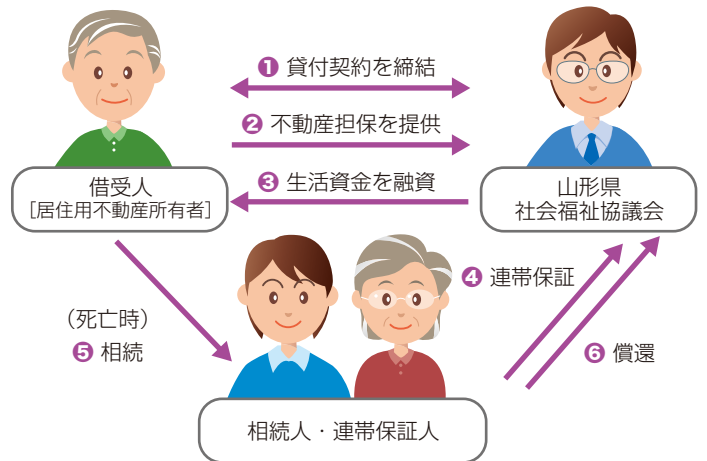 ❶ 貸付契約を締結
❷ 不動産担保を提供
❸ 生活資金を融資
借受人
［居住用不動産所有者］
山形県
社会福祉協議会
❹ 連帯保証
（死亡時）
❺ 相続
❻ 償還
相続人・連帯保証人